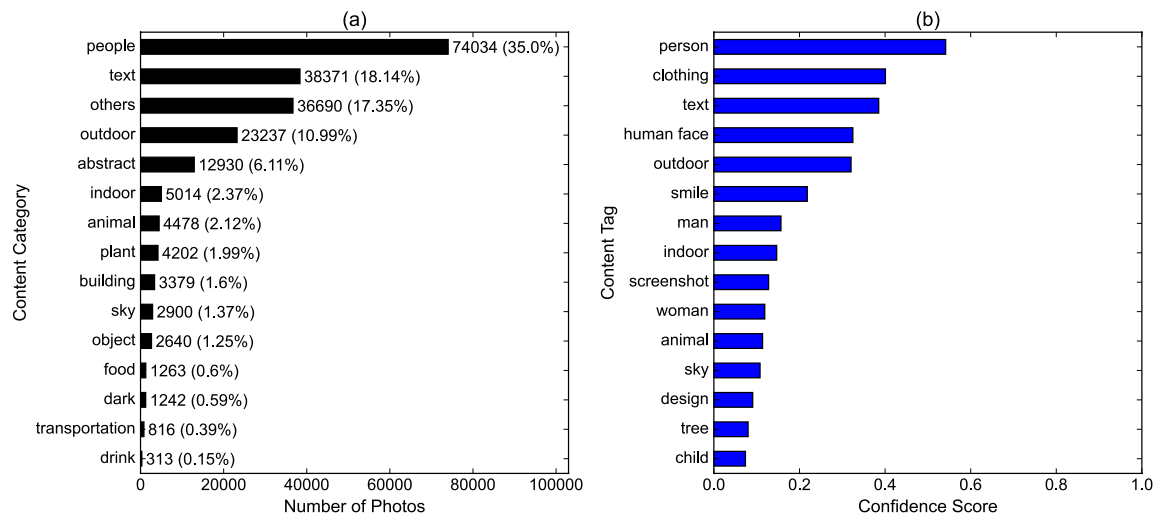 (a)
people 74034 (35.0%)
text 38371 (18.14%)
others 36690 (17.35%)
outdoor 23237 (10.99%)
abstract 12930 (6.11%)
indoor 5014 (2.37%)
animal 4478 (2.12%)
plant 4202 (1.99%)
building 3379 (1.6%)
sky 2900 (1.37%)
object 2640 (1.25%)
food 1263 (0.6%)
dark 1242 (0.59%)
transportation 816 (0.39%)
drink 313 (0.15%)
0 20000 40000 60000 80000 100000
Number of Photos
Content Category
(b)
person
clothing
text
human face
outdoor
smile
man
indoor
screenshot
woman
animal
sky
design
tree
child
0.0 0.2 0.4 0.6 0.8 1.0
Confidence Score
Content Tag